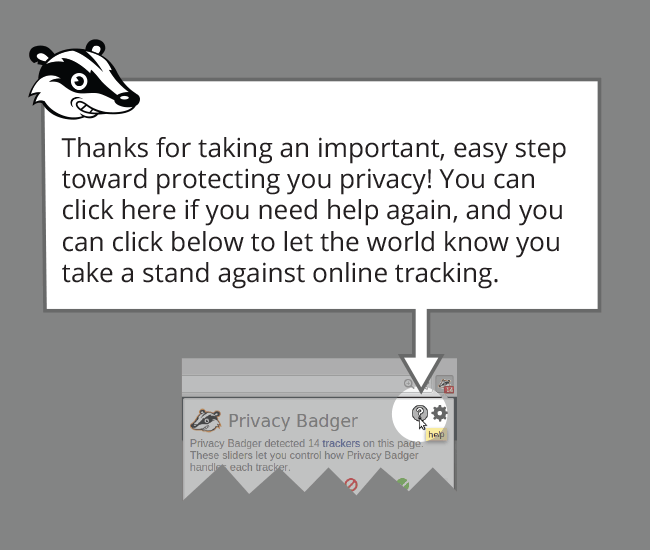 Thanks for taking an important, easy step
toward protecting you privacy! You can
click here if you need help again, and you
can click below to let the world know you
take a stand against online tracking.
14
?
Privacy Badger
help
Privacy Badger detected 14 trackers on this page.
These sliders let you control how Privacy Badger
handles each tracker.